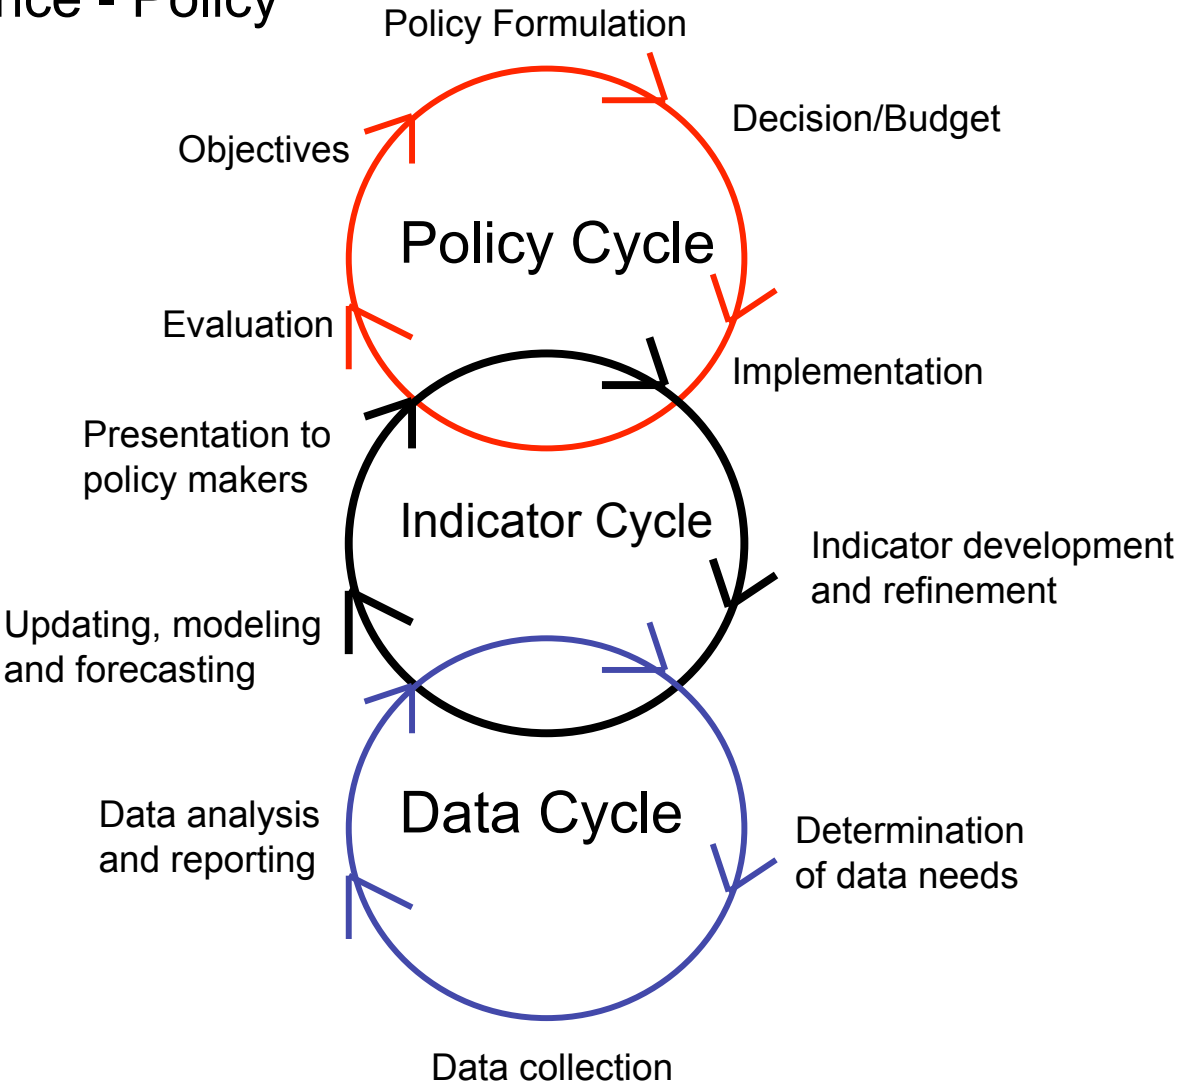 - Policy
Policy Formulation
Decision/Budget
Objectives
Policy Cycle
Evaluation
Implementation
Presentation to
policy makers
Indicator Cycle
Indicator development
and refinement
Updating, modeling
and forecasting
Data Cycle
Data analysis
and reporting
Determination
of data needs
Data collection